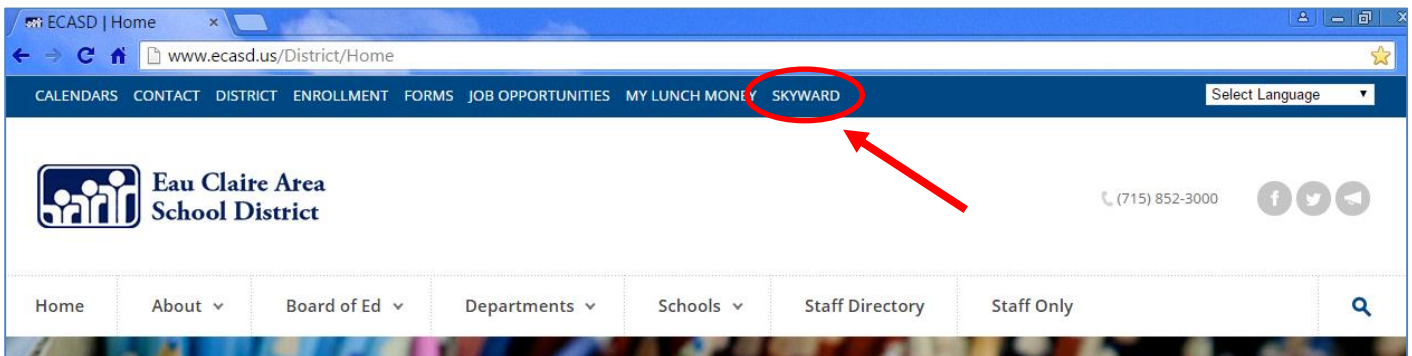 ECASD | Home
www.ecasd.us/District/Home
CALENDARS CONTACT DISTRICT ENROLLMENT FORMS JOB OPPORTUNITIES MY LUNCH MONEY SKYWARD Select Language
Eau Claire Area
School District
(715) 852-3000
Home About Board of Ed Departments Schools Staff Directory Staff Only